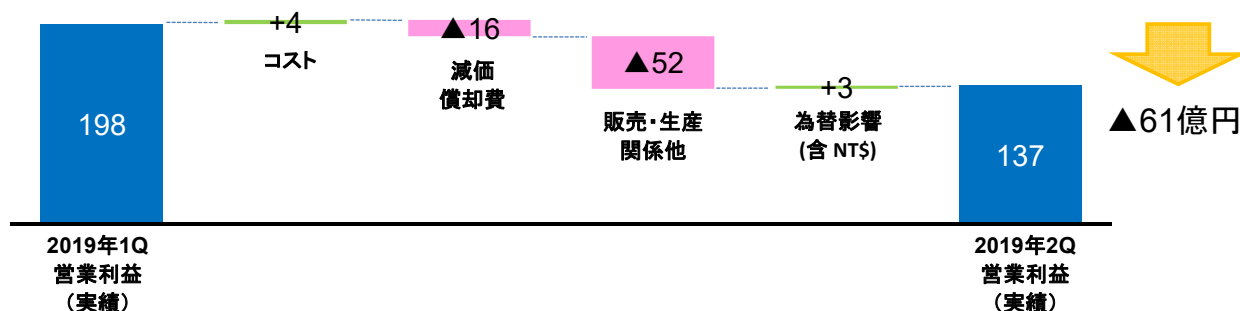 198
2019年1Q
営業利益
（実績）
+4
コスト
▲16
減価
償却費
▲52
販売・生産
関係他
+3
為替影響
(含 NT$)
137
2019年2Q
営業利益
（実績）
▲61億円